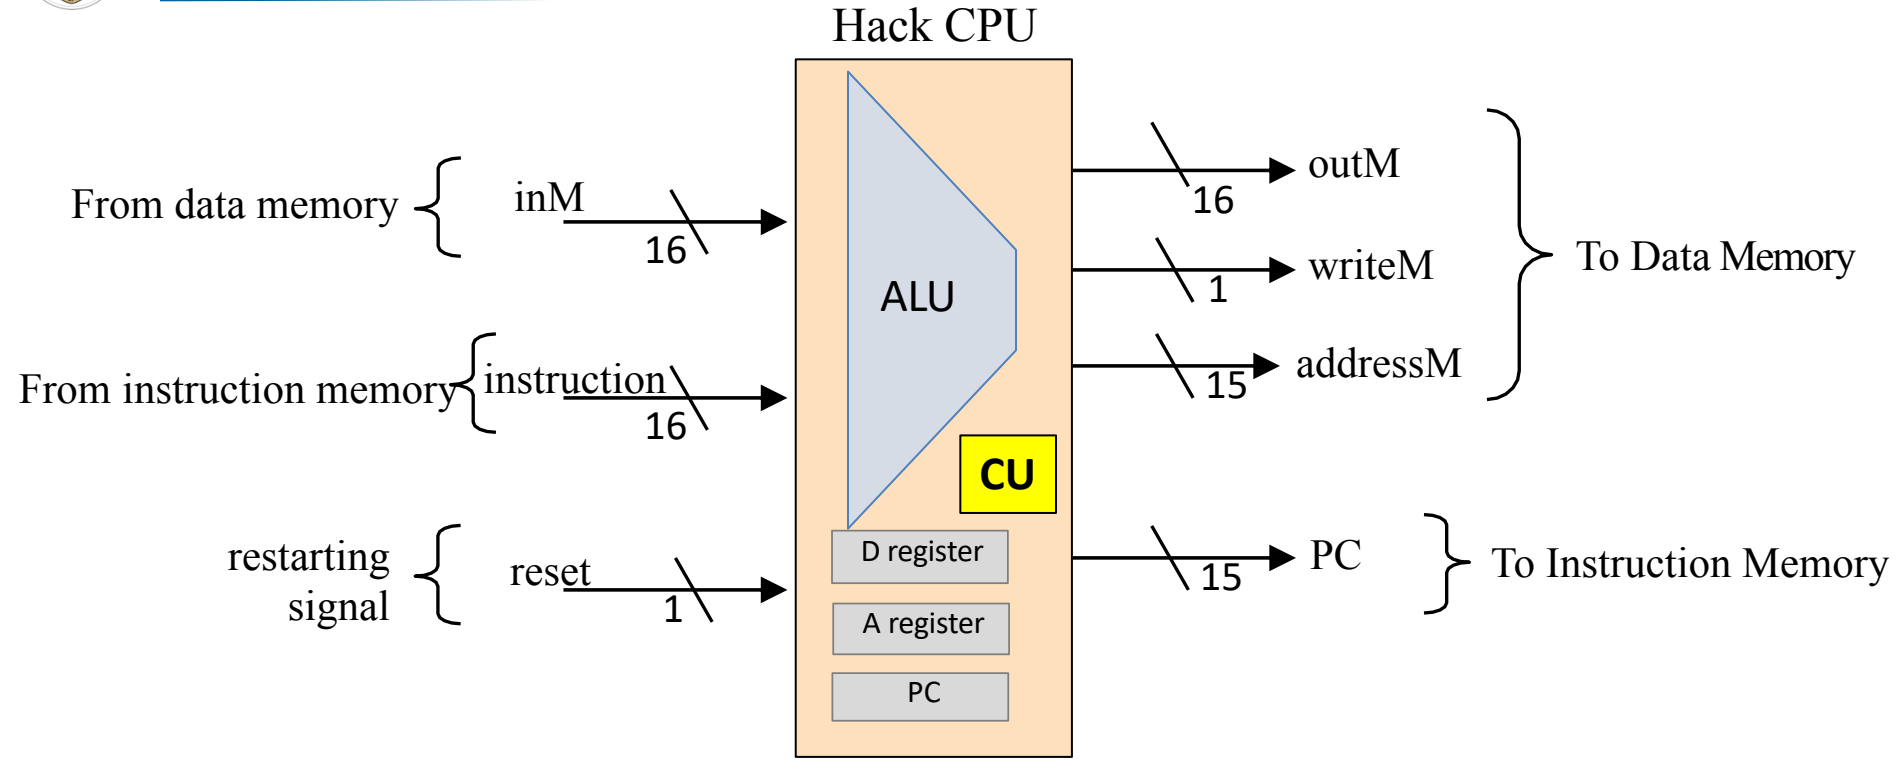 Hack CPU
From data memory
inM
16
From instruction memory
instruction
16
restarting
signal
reset
1
ALU
CU
D register
A register
PC
outM
16
writeM
1
addressM
15
To Data Memory
PC
15
To Instruction Memory